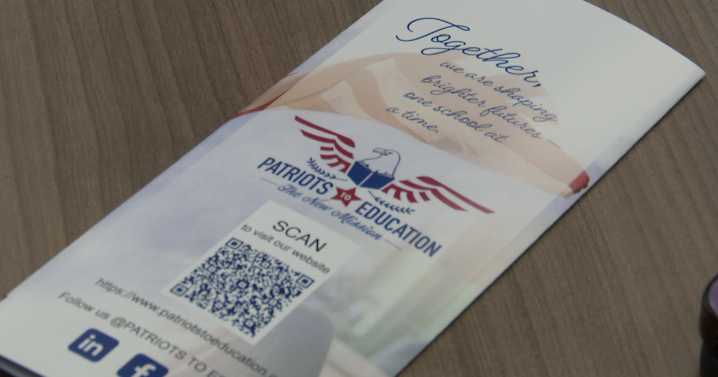 Together,
we are shaping
brighter futures
one school at
a time.
PATRIOTS TO EDUCATION
The New Mission
SCAN
to visit our website
https://www.patriotstoeducation.
Follow us @PATRIOTS TO
in f